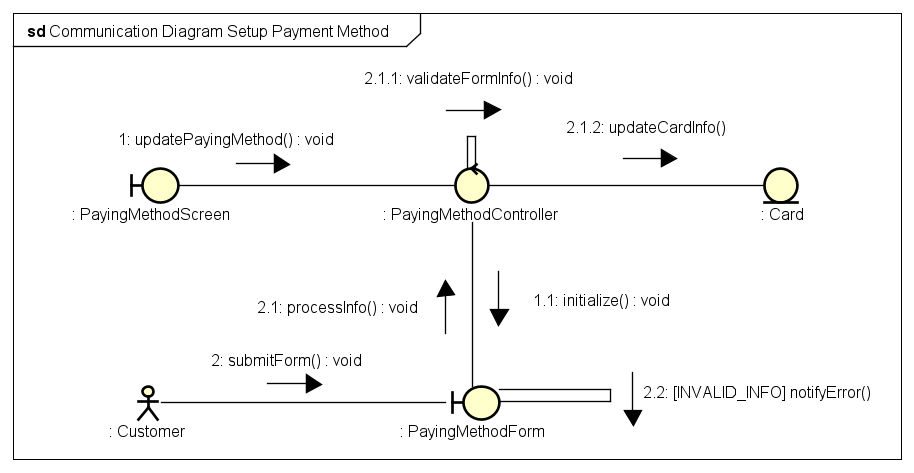 sd Communication Diagram Setup Payment Method
2.1.1: validateFormInfo() : void
2.1.2: updateCardInfo()
1: updatePayingMethod() : void
: PayingMethodScreen
: PayingMethodController
: Card
2.1: processInfo() : void
1.1: initialize() : void
2: submitForm() : void
2.2: [INVALID_INFO] notifyError()
: Customer
: PayingMethodForm